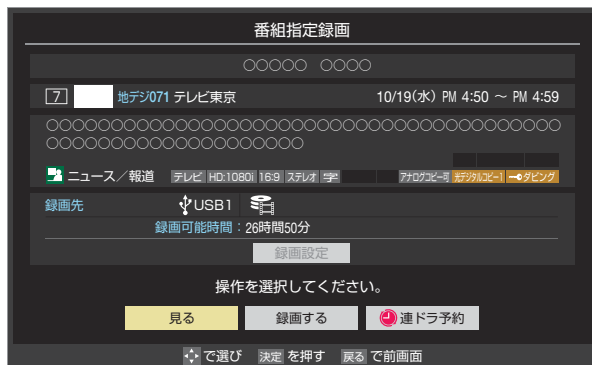 番組指定録画
○○○○○ ○○○○
7 地デジ071 テレビ東京 10/19(水) PM 4:50 ～ PM 4:59
○○○○○○○○○○○○○○○○○○○○○○○○○○○○○○○○○○○○○○○○
○○○○○○○○○○○○○○○○○○○○
ニュース／報道 テレビ HD:1080i 16:9 ステレオ 字 アナログコピー可 光デジタルコピー1 ダビング
録画先 USB1
録画可能時間：26時間50分
録画設定
操作を選択してください。
見る 録画する 連ドラ予約
で選び 決定 を押す 戻る で前画面